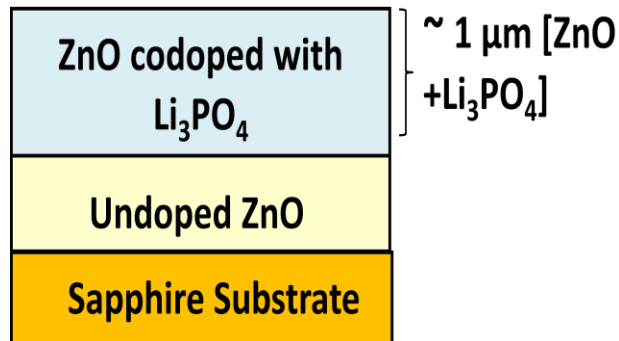 ZnO codoped with
Li₃PO₄
~ 1 µm [ZnO
+Li₃PO₄]
Undoped ZnO
Sapphire Substrate